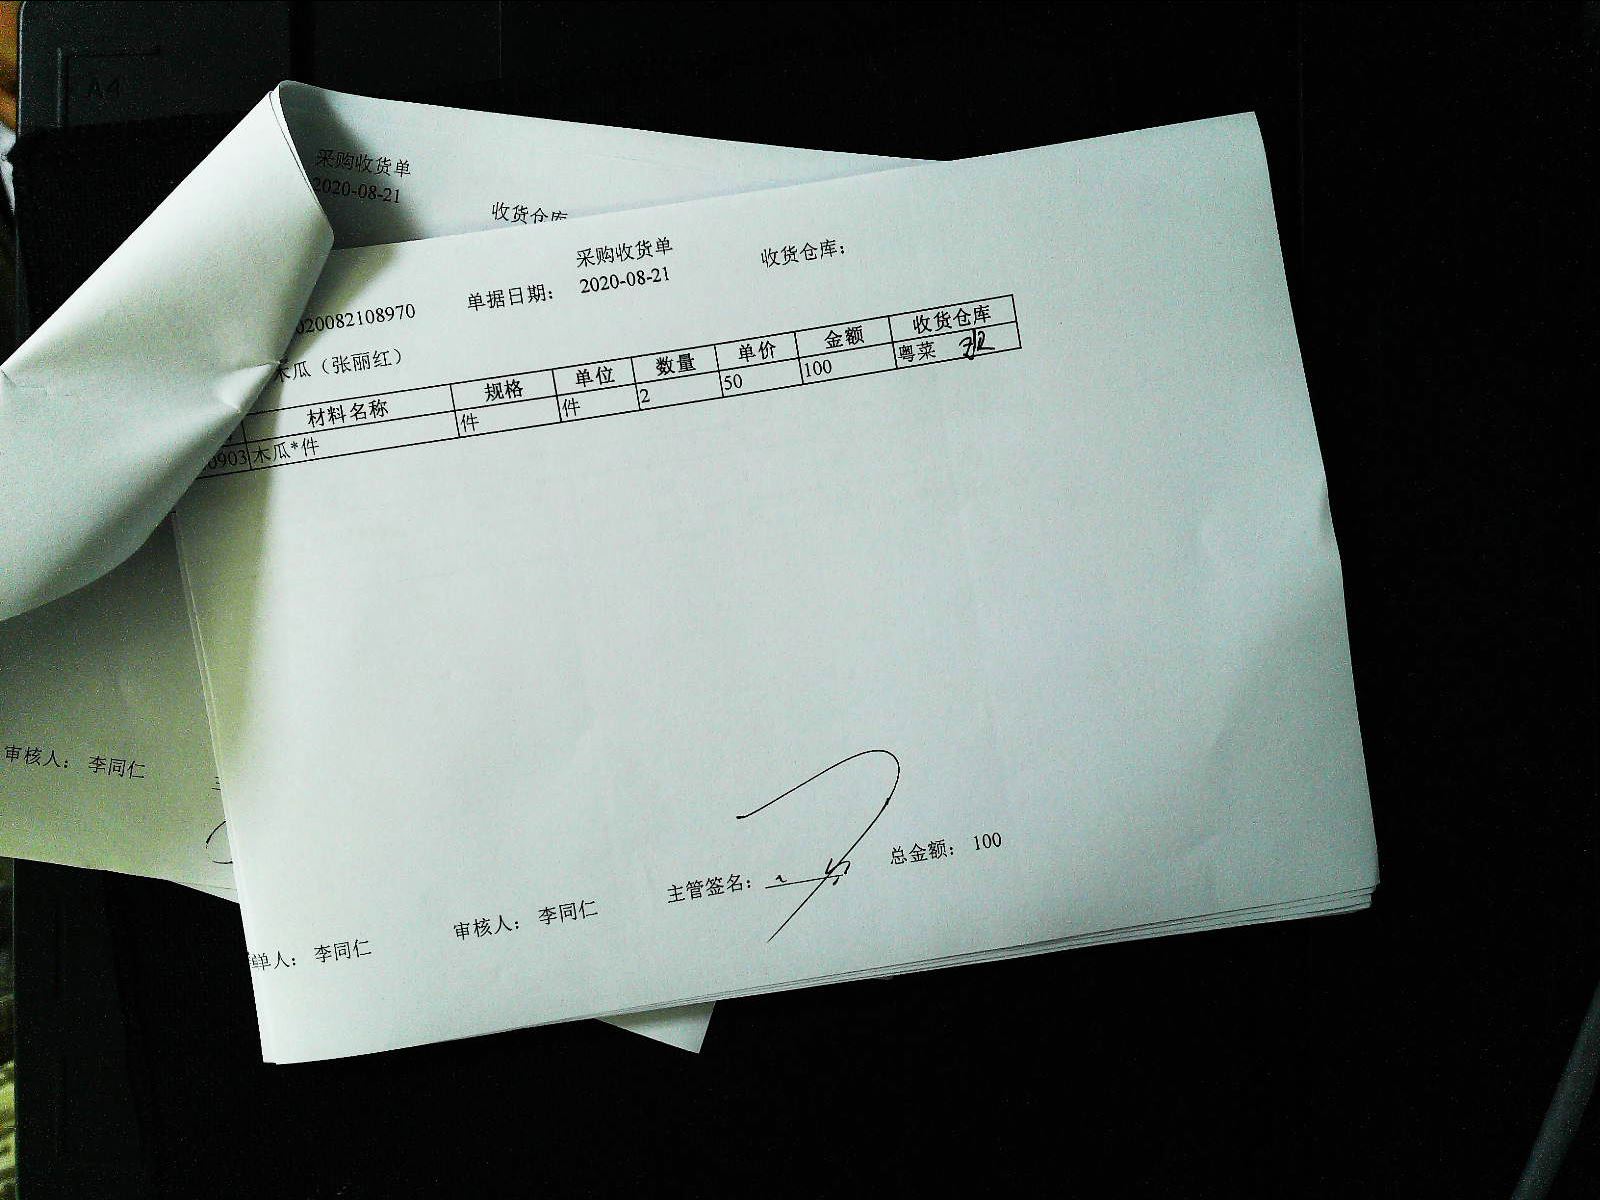 A4
采购收货单
2020-08-21
收货仓库
采购收货单
单据日期： 2020-08-21 收货仓库：
020082108970
木瓜（张丽红）
材料名称 规格 单位 数量 单价 金额 收货仓库
0903 木瓜*件 件 件 2 50 100 粤菜
审核人： 李同仁
单人： 李同仁 审核人： 李同仁 主管签名： 总金额： 100